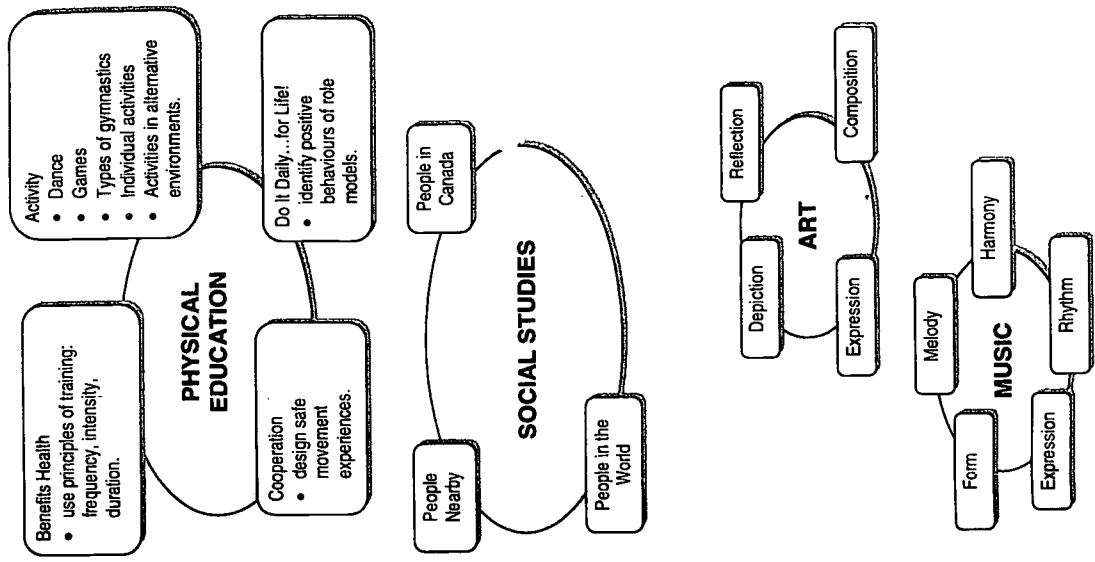 Benefits Health
• use principles of training:
frequency, intensity,
duration.
Activity
• Dance
• Games
• Types of gymnastics
• Individual activities
• Activities in alternative
environments.
PHYSICAL
EDUCATION
Cooperation
• design safe
movement
experiences.
Do It Daily...for Life!
• identify positive
behaviours of role
models.
People
Nearby
People in
Canada
SOCIAL STUDIES
People in the
World
Depiction
Reflection
ART
Expression
Composition
Form
Melody
Harmony
MUSIC
Expression
Rhythm